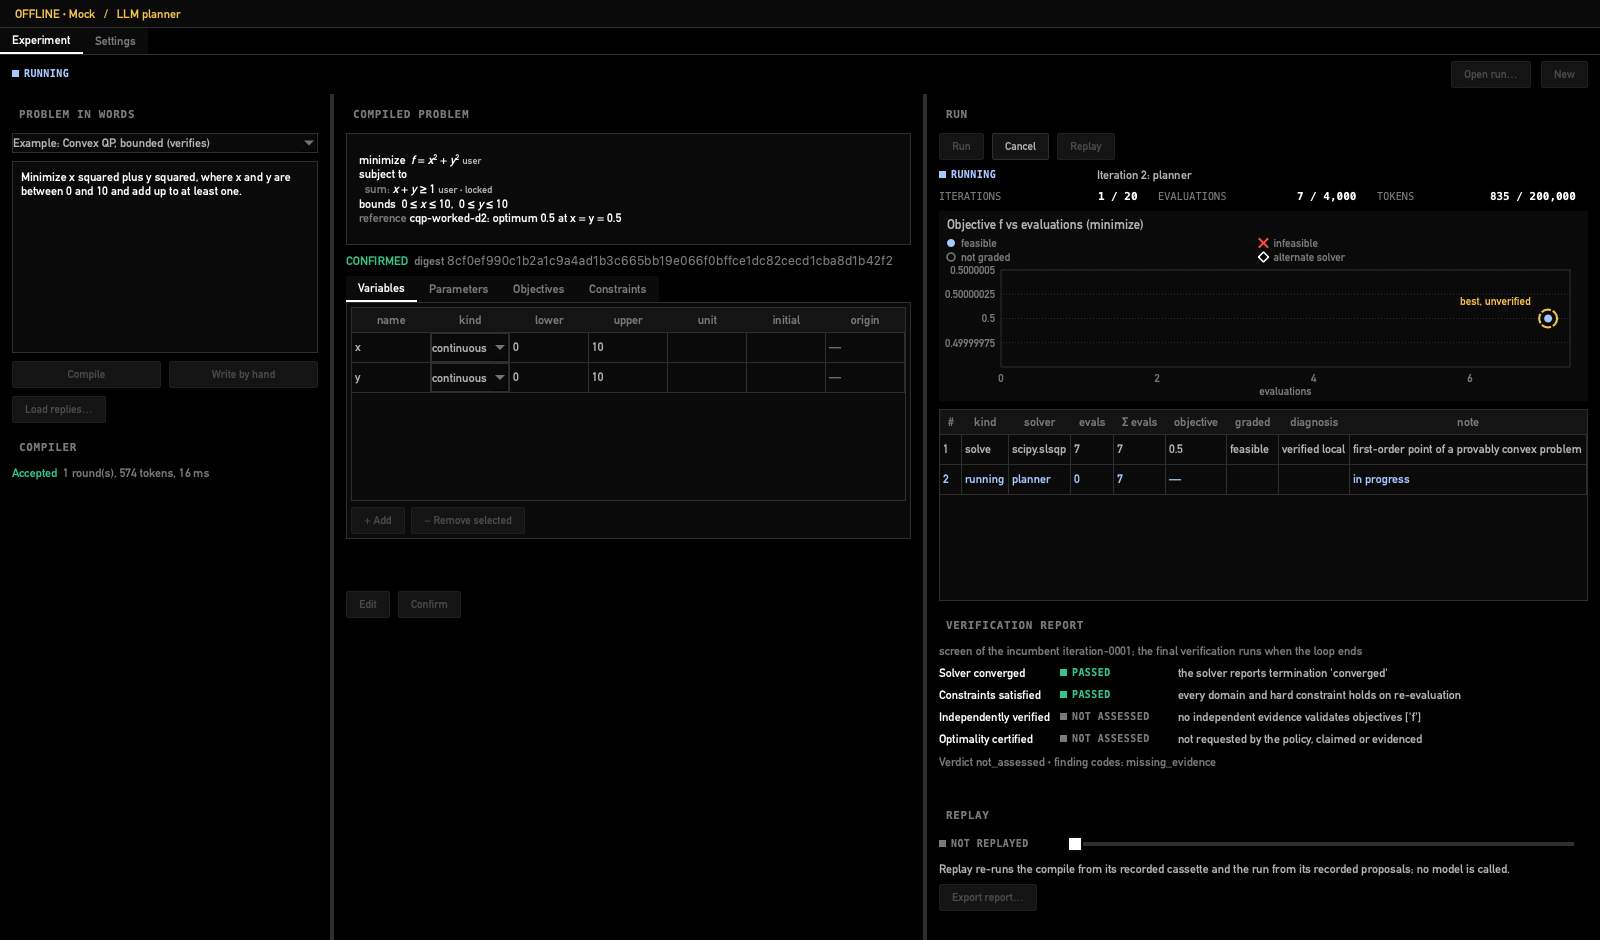 OFFLINE · Mock / LLM planner
Experiment Settings
RUNNING
Open run... New
PROBLEM IN WORDS
Example: Convex QP, bounded (verifies)
Minimize x squared plus y squared, where x and y are
between 0 and 10 and add up to at least one.
Compile Write by hand
Load replies...
COMPILER
Accepted 1 round(s), 574 tokens, 16 ms
COMPILED PROBLEM
minimize f = x² + y² user
subject to
sum: x + y ≥ 1 user · locked
bounds 0 ≤ x ≤ 10, 0 ≤ y ≤ 10
reference cqp-worked-d2: optimum 0.5 at x = y = 0.5
CONFIRMED digest 8cf0ef990c1b2a1c9a4ad1b3c665bb19e066f0bffce1dc82cecd1cba8d1b42f2
Variables Parameters Objectives Constraints
name kind lower upper unit initial origin
x continuous 0 10 —
y continuous 0 10 —
+ Add – Remove selected
Edit Confirm
RUN
Run Cancel Replay
RUNNING Iteration 2: planner
ITERATIONS 1 / 20 EVALUATIONS 7 / 4,000 TOKENS 835 / 200,000
Objective f vs evaluations (minimize)
feasible infeasible
not graded alternate solver
0.5000005
0.50000025
best, unverified
0.5
0.49999975
0 2 4 6
evaluations
# kind solver evals Σ evals objective graded diagnosis note
1 solve scipy.slsqp 7 7 0.5 feasible verified local first-order point of a provably convex problem
2 running planner 0 7 — in progress
VERIFICATION REPORT
screen of the incumbent iteration-0001; the final verification runs when the loop ends
Solver converged PASSED the solver reports termination 'converged'
Constraints satisfied PASSED every domain and hard constraint holds on re-evaluation
Independently verified NOT ASSESSED no independent evidence validates objectives ['f']
Optimality certified NOT ASSESSED not requested by the policy, claimed or evidenced
Verdict not_assessed · finding codes: missing_evidence
REPLAY
NOT REPLAYED
Replay re-runs the compile from its recorded cassette and the run from its recorded proposals; no model is called.
Export report...